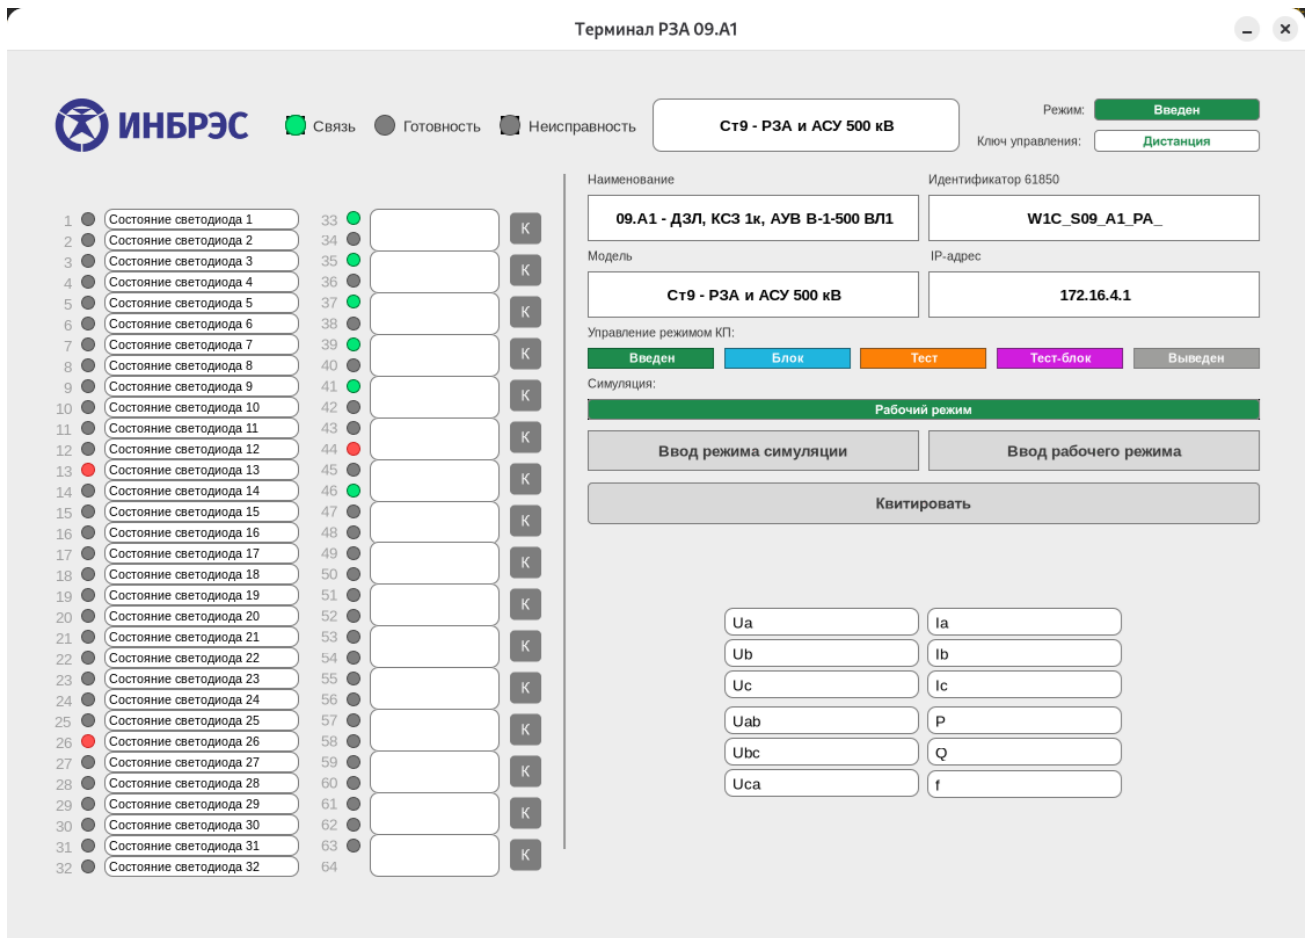 Терминал РЗА 09.А1
ИНБРЭС
Связь
Готовность
Неисправность
Ст9 - РЗА и АСУ 500 кВ
Режим:
Введен
Ключ управления:
Дистанция
1 Состояние светодиода 1
2 Состояние светодиода 2
3 Состояние светодиода 3
4 Состояние светодиода 4
5 Состояние светодиода 5
6 Состояние светодиода 6
7 Состояние светодиода 7
8 Состояние светодиода 8
9 Состояние светодиода 9
10 Состояние светодиода 10
11 Состояние светодиода 11
12 Состояние светодиода 12
13 Состояние светодиода 13
14 Состояние светодиода 14
15 Состояние светодиода 15
16 Состояние светодиода 16
17 Состояние светодиода 17
18 Состояние светодиода 18
19 Состояние светодиода 19
20 Состояние светодиода 20
21 Состояние светодиода 21
22 Состояние светодиода 22
23 Состояние светодиода 23
24 Состояние светодиода 24
25 Состояние светодиода 25
26 Состояние светодиода 26
27 Состояние светодиода 27
28 Состояние светодиода 28
29 Состояние светодиода 29
30 Состояние светодиода 30
31 Состояние светодиода 31
32 Состояние светодиода 32
33
К
34
35
К
36
37
К
38
39
К
40
41
К
42
43
К
44
45
К
46
47
К
48
49
К
50
51
К
52
53
К
54
55
К
56
57
К
58
59
К
60
61
К
62
63
К
64
Наименование
09.А1 - ДЗЛ, КСЗ 1к, АУВ В-1-500 ВЛ1
Идентификатор 61850
W1C_S09_A1_PA_
Модель
Ст9 - РЗА и АСУ 500 кВ
IP-адрес
172.16.4.1
Управление режимом КП:
Введен
Блок
Тест
Тест-блок
Выведен
Симуляция:
Рабочий режим
Ввод режима симуляции
Ввод рабочего режима
Квитировать
Ua
Ia
Ub
Ib
Uc
Ic
Uab
P
Ubc
Q
Uca
f